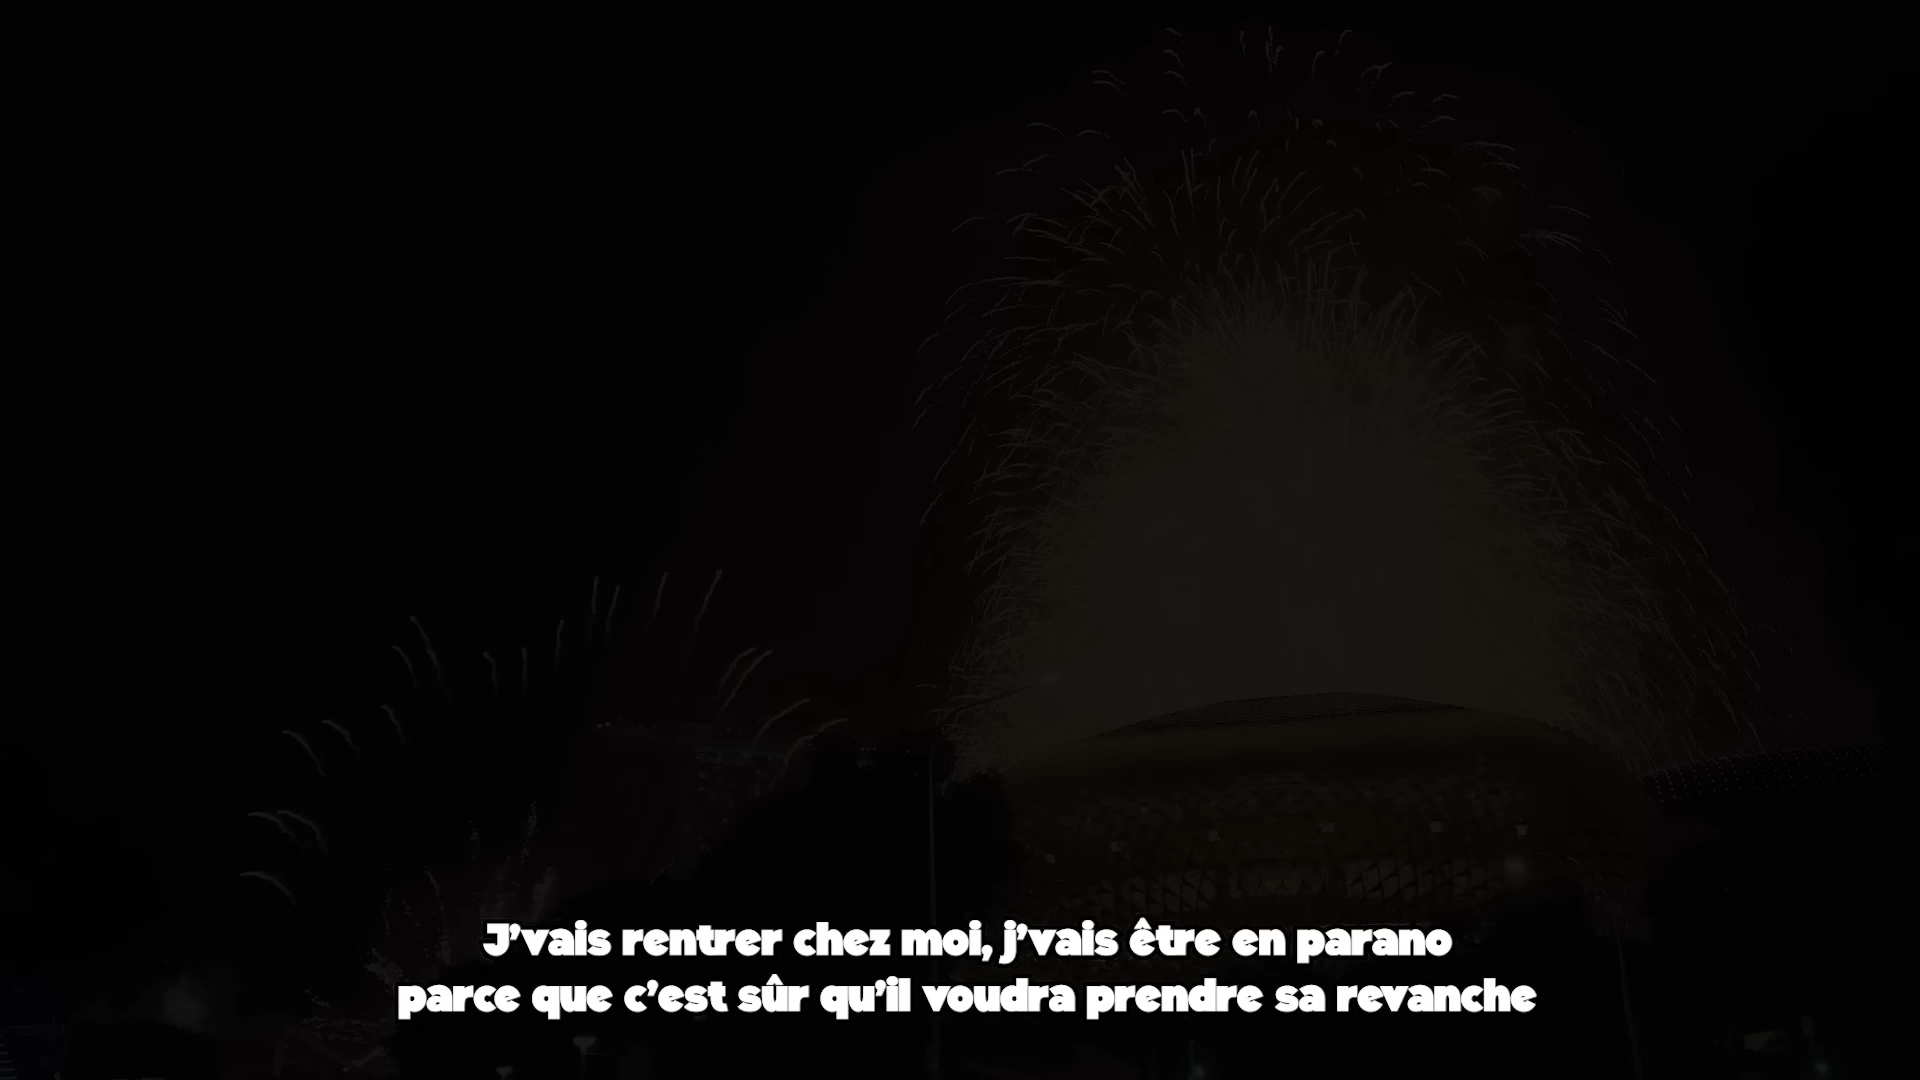 J'vais rentrer chez moi, j'vais être en parano
parce que c'est sûr qu'il voudra prendre sa revanche